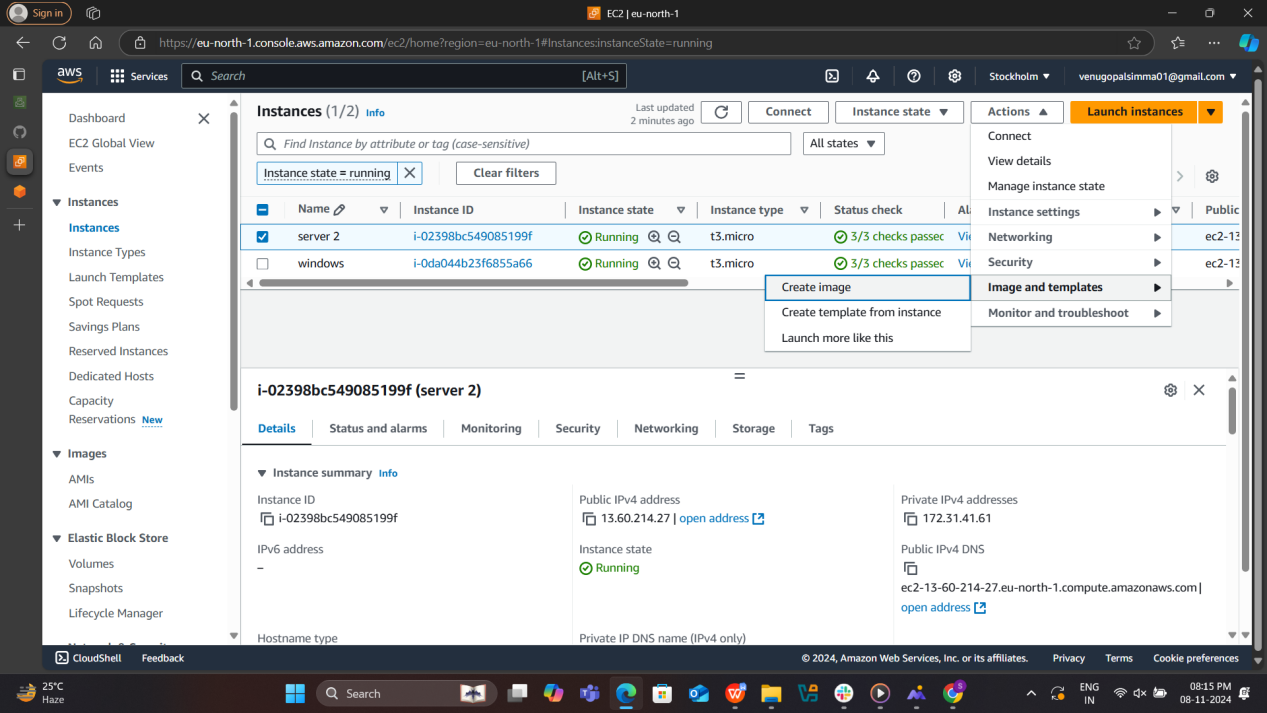 Sign in
EC2 | eu-north-1
https://eu-north-1.console.aws.amazon.com/ec2/home?region=eu-north-1#Instances:instanceState=running
aws
Services
Search
[Alt+S]
Stockholm
venugopalsimma01@gmail.com
Dashboard
EC2 Global View
Events
Instances
Instances
Instance Types
Launch Templates
Spot Requests
Savings Plans
Reserved Instances
Dedicated Hosts
Capacity
Reservations New
Images
AMIs
AMI Catalog
Elastic Block Store
Volumes
Snapshots
Lifecycle Manager
Instances (1/2) Info
Last updated
2 minutes ago
Connect
Instance state
Actions
Launch instances
Find Instance by attribute or tag (case-sensitive)
All states
Instance state = running
Clear filters
Name Instance ID Instance state Instance type Status check Ala Public
server 2 i-02398bc549085199f Running t3.micro 3/3 checks passed Vie ec2-13
windows i-0da044b23f6855a66 Running t3.micro 3/3 checks passed Vie ec2-13
Connect
View details
Manage instance state
Instance settings
Networking
Security
Image and templates
Monitor and troubleshoot
Create image
Create template from instance
Launch more like this
i-02398bc549085199f (server 2)
Details Status and alarms Monitoring Security Networking Storage Tags
Instance summary Info
Instance ID
i-02398bc549085199f
Public IPv4 address
13.60.214.27 | open address
Private IPv4 addresses
172.31.41.61
IPv6 address
–
Instance state
Running
Public IPv4 DNS
ec2-13-60-214-27.eu-north-1.compute.amazonaws.com |
open address
Hostname type
Private IP DNS name (IPv4 only)
CloudShell
Feedback
© 2024, Amazon Web Services, Inc. or its affiliates.
Privacy
Terms
Cookie preferences
25°C
Haze
Search
ENG
IN
08:15 PM
08-11-2024